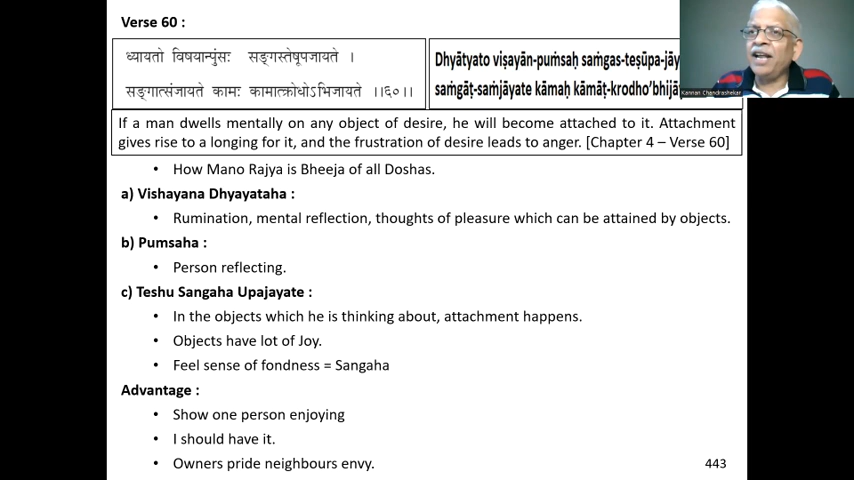 Verse 60 :
ध्यायतो विषयान्पुंसः सङ्गस्तेषूपजायते ।
सङ्गात्संजायते कामः कामात्क्रोधोऽभिजायते ।।६०।।
Dhyātyato viṣayān-puṁsaḥ saṁgas-teṣūpa-jāy
saṁgāṭ-saṁjāyate kāmaḥ kāmāṭ-krodho'bhijāy
Kannan Chandrashekar
If a man dwells mentally on any object of desire, he will become attached to it. Attachment
gives rise to a longing for it, and the frustration of desire leads to anger. [Chapter 4 – Verse 60]
• How Mano Rajya is Bheeja of all Doshas.
a) Vishayana Dhyayataha :
• Rumination, mental reflection, thoughts of pleasure which can be attained by objects.
b) Pumsaha :
• Person reflecting.
c) Teshu Sangaha Upajayate :
• In the objects which he is thinking about, attachment happens.
• Objects have lot of Joy.
• Feel sense of fondness = Sangaha
Advantage :
• Show one person enjoying
• I should have it.
• Owners pride neighbours envy.
443